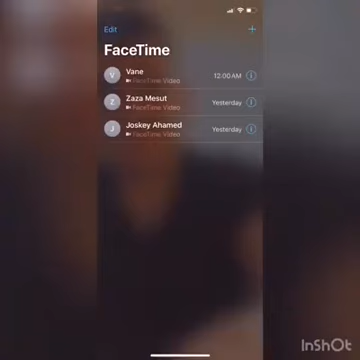 Edit
+
FaceTime
V Vane 12:00 AM
FaceTime Video
Z Zaza Mesut Yesterday
FaceTime Video
J Joskey Ahamed Yesterday
FaceTime Video
InShOt